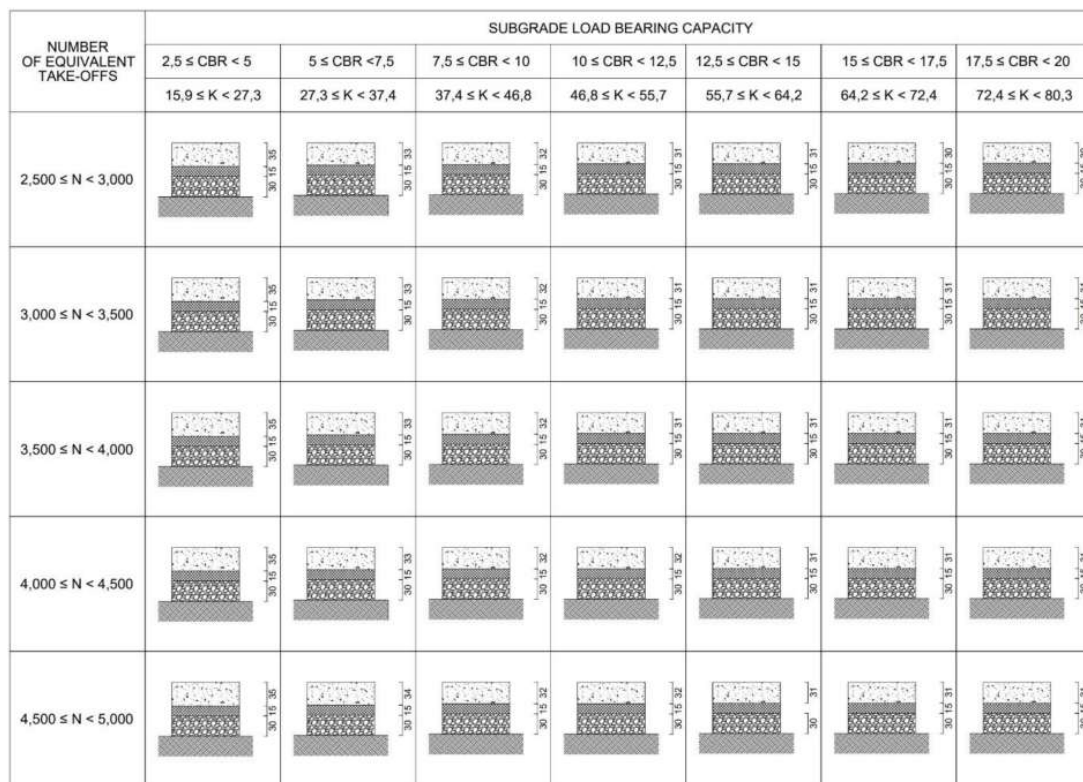 NUMBER
OF EQUIVALENT
TAKE-OFFS
SUBGRADE LOAD BEARING CAPACITY
2,5 ≤ CBR < 5
5 ≤ CBR <7,5
7,5 ≤ CBR < 10
10 ≤ CBR < 12,5
12,5 ≤ CBR < 15
15 ≤ CBR < 17,5
17,5 ≤ CBR < 20
15,9 ≤ K < 27,3
27,3 ≤ K < 37,4
37,4 ≤ K < 46,8
46,8 ≤ K < 55,7
55,7 ≤ K < 64,2
64,2 ≤ K < 72,4
72,4 ≤ K < 80,3
2,500 ≤ N < 3,000
30 15 35
30 15 33
30 15 32
30 15 31
30 15 31
30 15 30
3,000 ≤ N < 3,500
30 15 35
30 15 33
30 15 32
30 15 31
30 15 31
30 15 31
3,500 ≤ N < 4,000
30 15 35
30 15 33
30 15 32
30 15 31
30 15 31
30 15 31
4,000 ≤ N < 4,500
30 15 35
30 15 33
30 15 32
30 15 32
30 15 31
30 15 31
4,500 ≤ N < 5,000
30 15 35
30 15 34
30 15 32
30 15 32
30 31
30 15 31